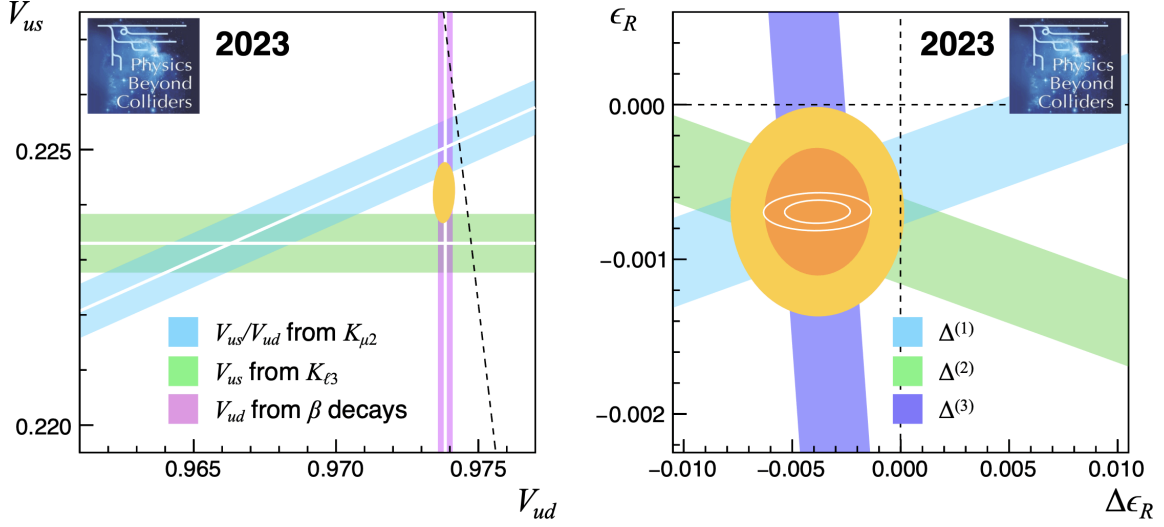 V_us
2023
Physics
Beyond
Colliders
0.225
0.220
V_us/V_ud from K_μ2
V_us from K_ℓ3
V_ud from β decays
0.965 0.970 0.975
V_ud
ϵ_R
2023
Physics
Beyond
Colliders
0.000
−0.001
−0.002
Δ^(1)
Δ^(2)
Δ^(3)
−0.010 −0.005 0.000 0.005 0.010
Δϵ_R